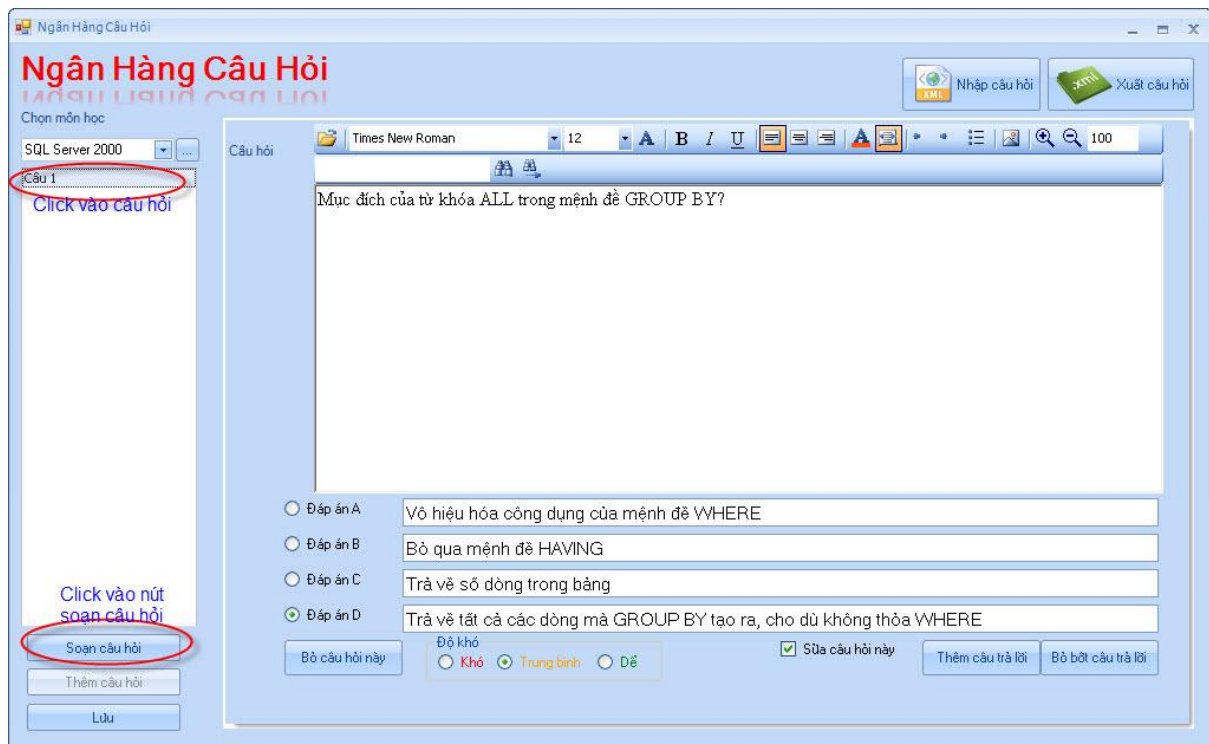 Ngân Hàng Câu Hỏi
Ngân Hàng Câu Hỏi
Nhập câu hỏi
Xuất câu hỏi
Chọn môn học
SQL Server 2000
...
Câu hỏi
Times New Roman
12
A
B
I
U
A
100
Câu 1
Click vào câu hỏi
Mục đích của từ khóa ALL trong mệnh đề GROUP BY?
Đáp án A
Vô hiệu hóa công dụng của mệnh đề WHERE
Đáp án B
Bỏ qua mệnh đề HAVING
Đáp án C
Trả về số dòng trong bảng
Đáp án D
Trả về tất cả các dòng mà GROUP BY tạo ra, cho dù không thỏa WHERE
Click vào nút
soạn câu hỏi
Soạn câu hỏi
Thêm câu hỏi
Lưu
Bỏ câu hỏi này
Độ khó
Khó
Trung bình
Dể
Sữa câu hỏi này
Thêm câu trả lời
Bỏ bớt câu trả lời
XML
xml